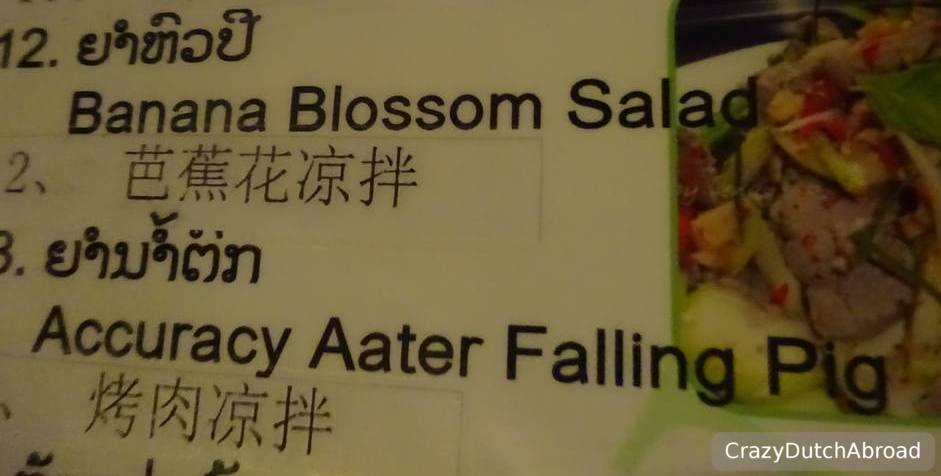 12. ຍຳຫົວປີ
Banana Blossom Salad
2、 芭蕉花凉拌
3. ຍຳນ້ຳຕົກ
Accuracy Aater Falling Pig
、 烤肉凉拌
CrazyDutchAbroad